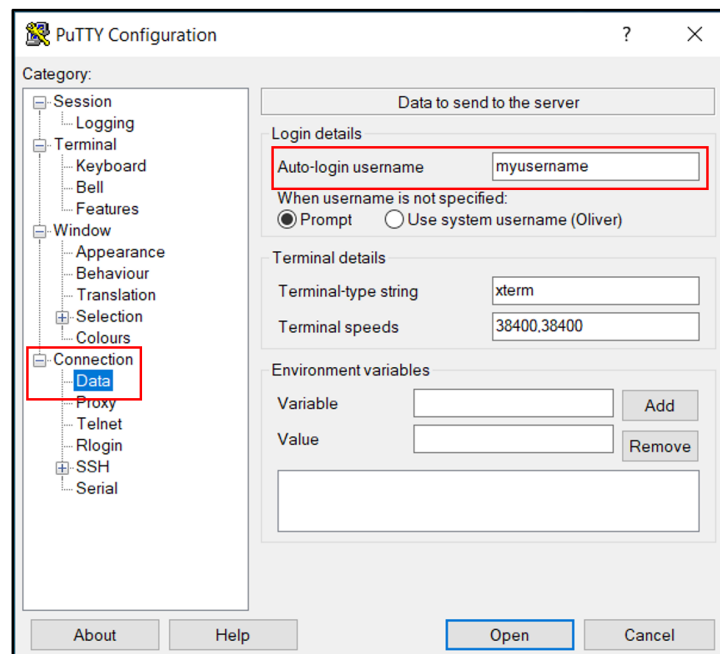 PuTTY Configuration
?
Category:
Session
Logging
Terminal
Keyboard
Bell
Features
Window
Appearance
Behaviour
Translation
Selection
Colours
Connection
Data
Proxy
Telnet
Rlogin
SSH
Serial
Data to send to the server
Login details
Auto-login username myusername
When username is not specified:
Prompt Use system username (Oliver)
Terminal details
Terminal-type string xterm
Terminal speeds 38400,38400
Environment variables
Variable Add
Value Remove
About Help Open Cancel